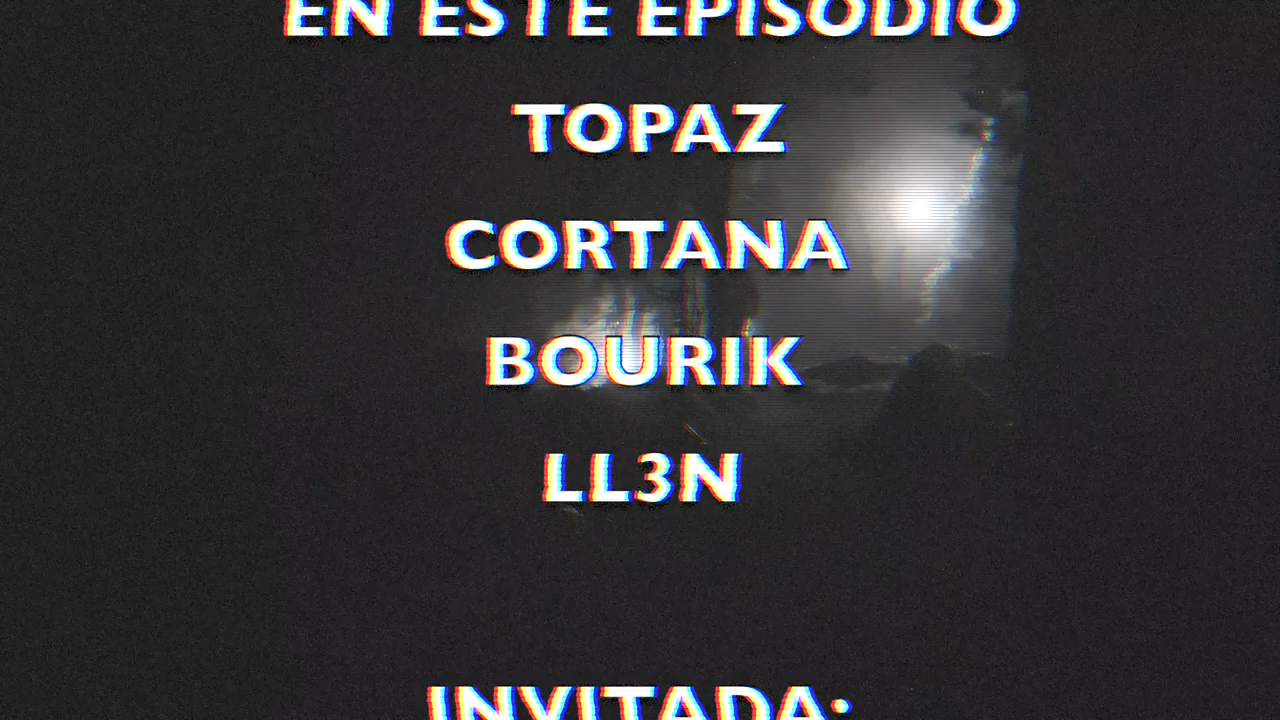 EN ESTE EPISODIO
TOPAZ
CORTANA
BOURIK
LL3N
INVITADA: